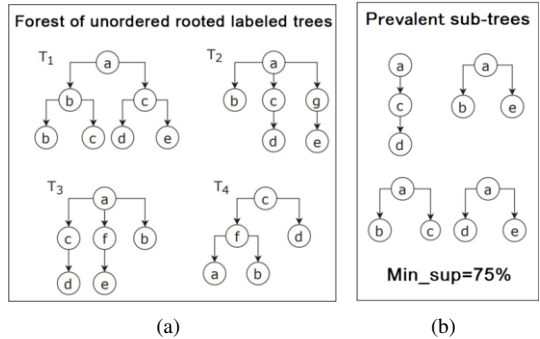 Forest of unordered rooted labeled trees
T1
a
b c
b c d e
T2
a
b c g
d e
T3
a
c f b
d e
T4
c
f d
a b
(a)
Prevalent sub-trees
a
c
d
a
b e
a
b c
a
d e
Min_sup=75%
(b)